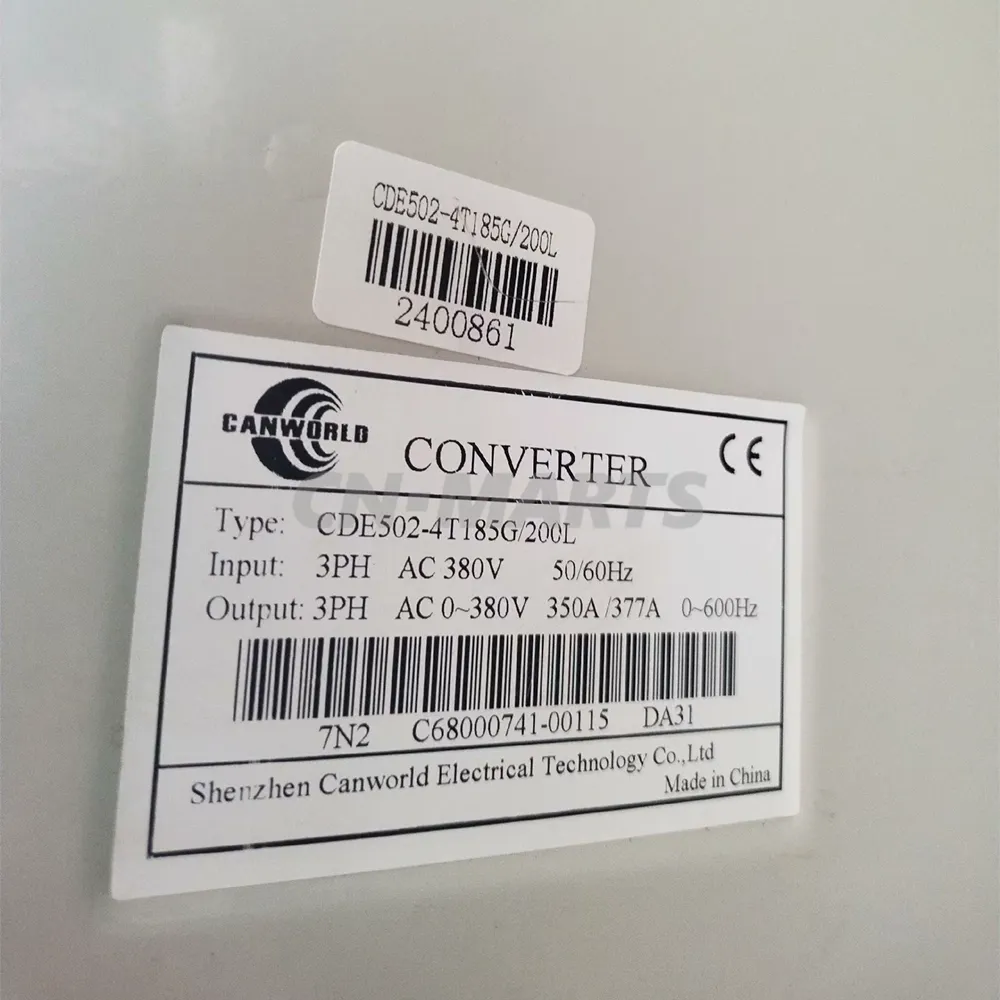 CDE502-4T185G/200L
2400861
CANWORLD
CONVERTER
CE
CN-MARTS
Type: CDE502-4T185G/200L
Input: 3PH AC 380V 50/60Hz
Output: 3PH AC 0~380V 350A/377A 0~600Hz
7N2 C68000741-00115 DA31
Shenzhen Canworld Electrical Technology Co.,Ltd
Made in China